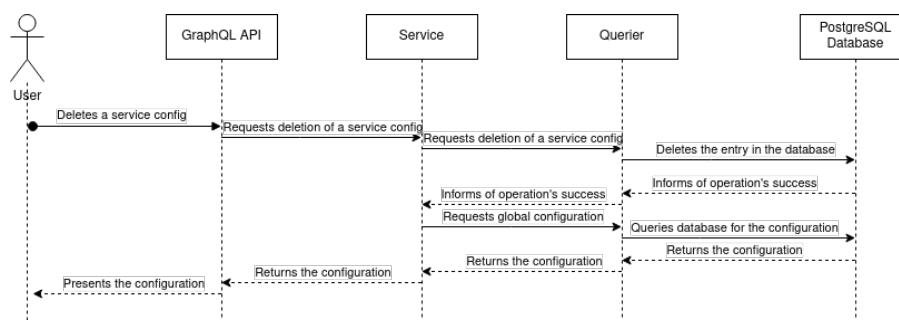 GraphQL API
Service
Querier
PostgreSQL
Database
User
Deletes a service config
Requests deletion of a service config
Requests deletion of a service config
Deletes the entry in the database
Informs of operation's success
Informs of operation's success
Requests global configuration
Queries database for the configuration
Returns the configuration
Returns the configuration
Returns the configuration
Presents the configuration